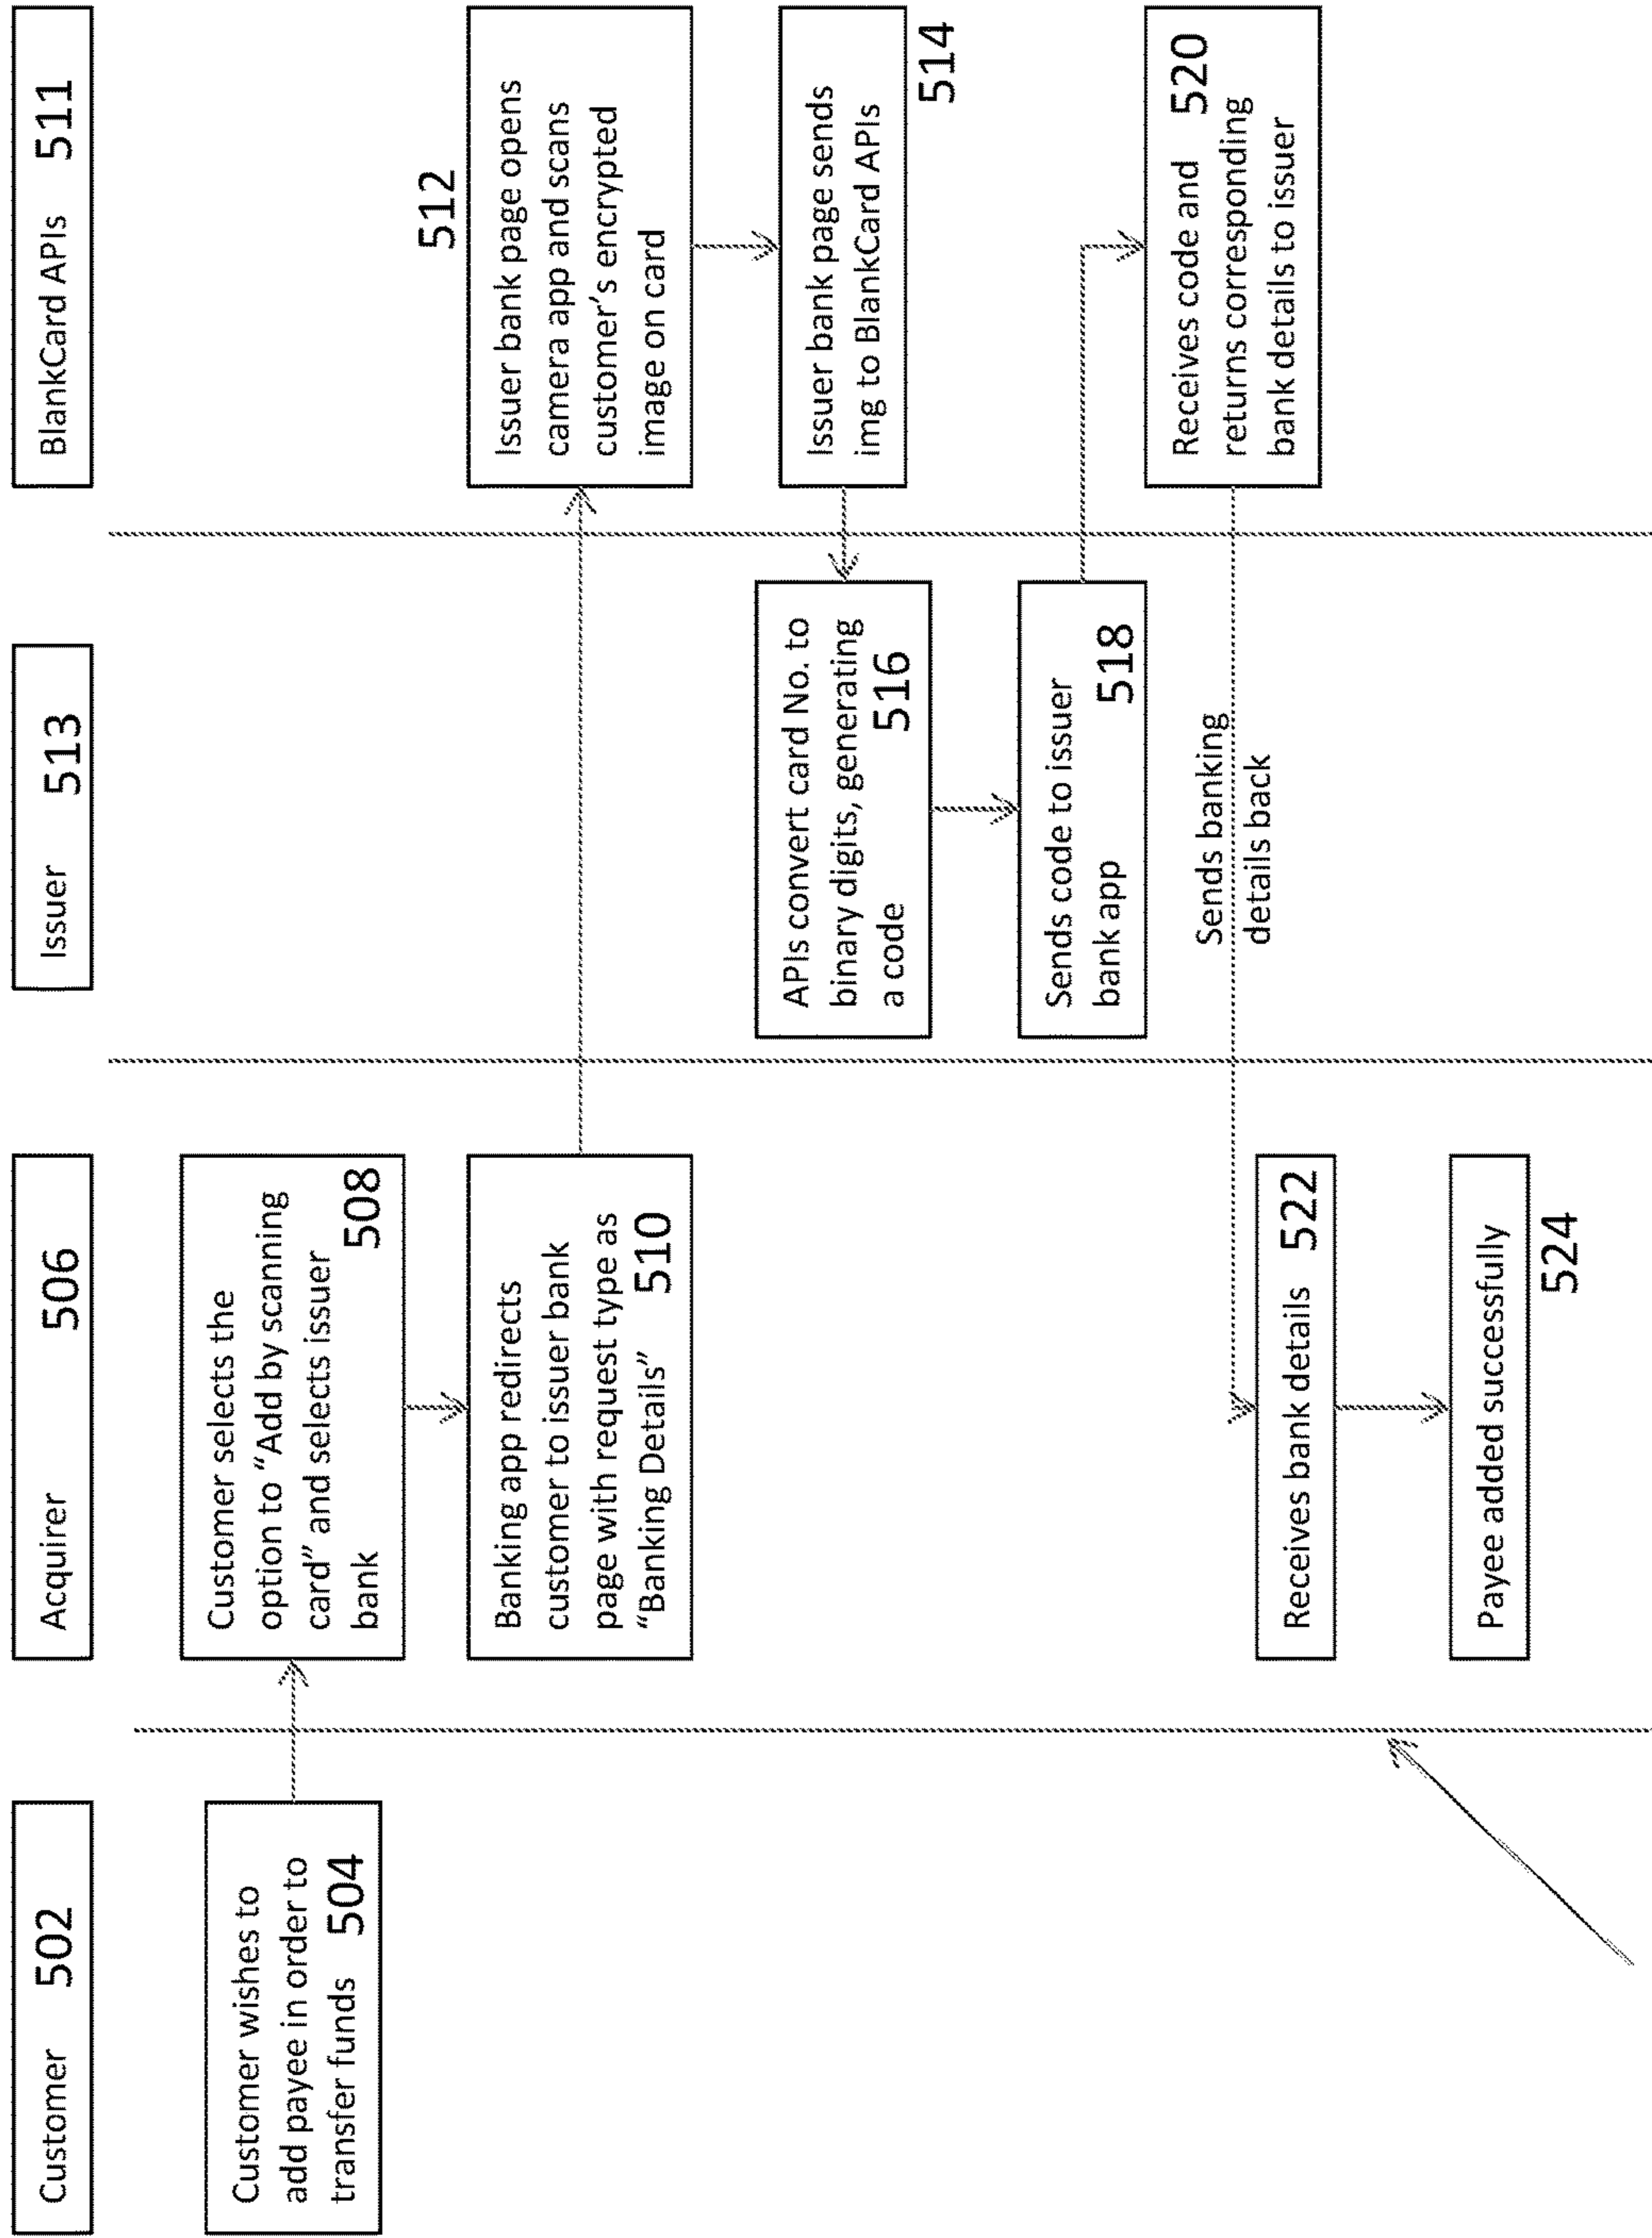 Customer 502
Acquirer 506
Issuer 513
BlankCard APIs 511
Customer wishes to
add payee in order to
transfer funds 504
Customer selects the
option to “Add by scanning
card” and selects issuer
bank 508
Banking app redirects
customer to issuer bank
page with request type as
“Banking Details” 510
512
Issuer bank page opens
camera app and scans
customer’s encrypted
image on card
Issuer bank page sends
img to BlankCard APIs
514
APIs convert card No. to
binary digits, generating
a code 516
Sends code to issuer
bank app 518
Receives code and 520
returns corresponding
bank details to issuer
Sends banking
details back
Receives bank details 522
Payee added successfully
524